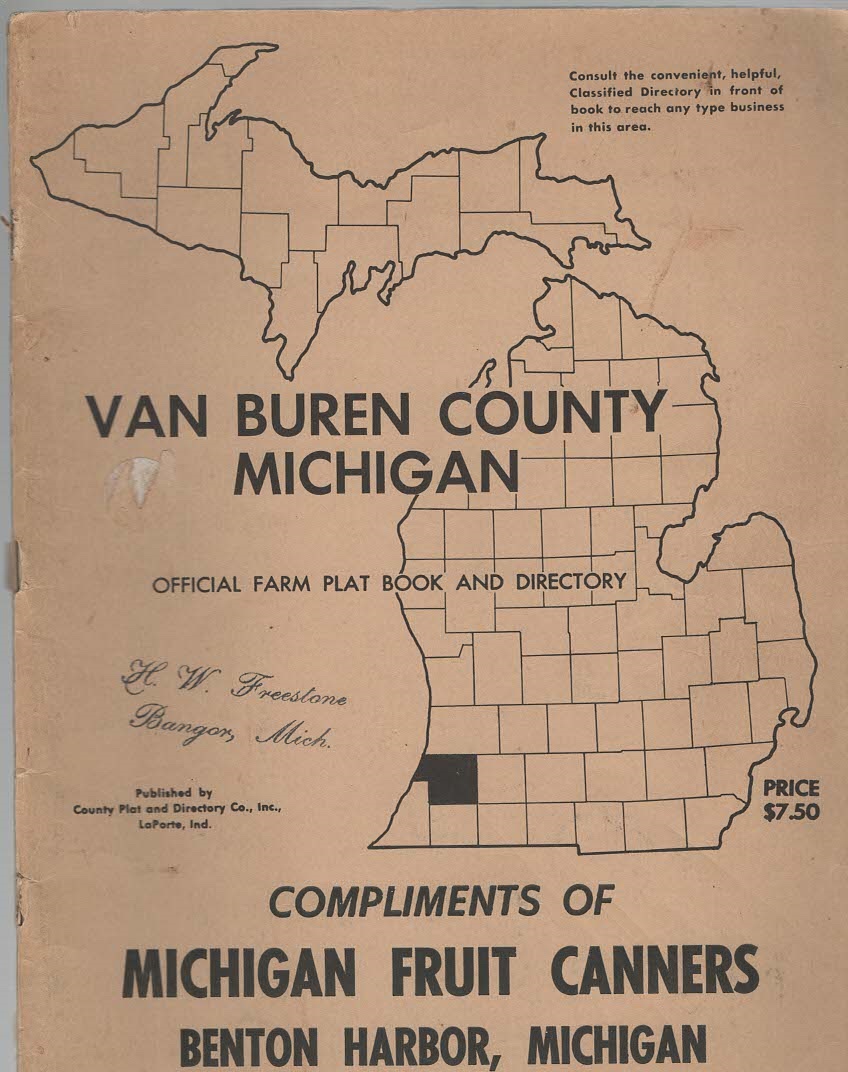 Consult the convenient, helpful,
Classified Directory in front of
book to reach any type business
in this area.
VAN BUREN COUNTY
MICHIGAN
OFFICIAL FARM PLAT BOOK AND DIRECTORY
H. W. Freestone
Bangor, Mich.
Published by
County Plat and Directory Co., Inc.,
LaPorte, Ind.
PRICE
$7.50
COMPLIMENTS OF
MICHIGAN FRUIT CANNERS
BENTON HARBOR, MICHIGAN